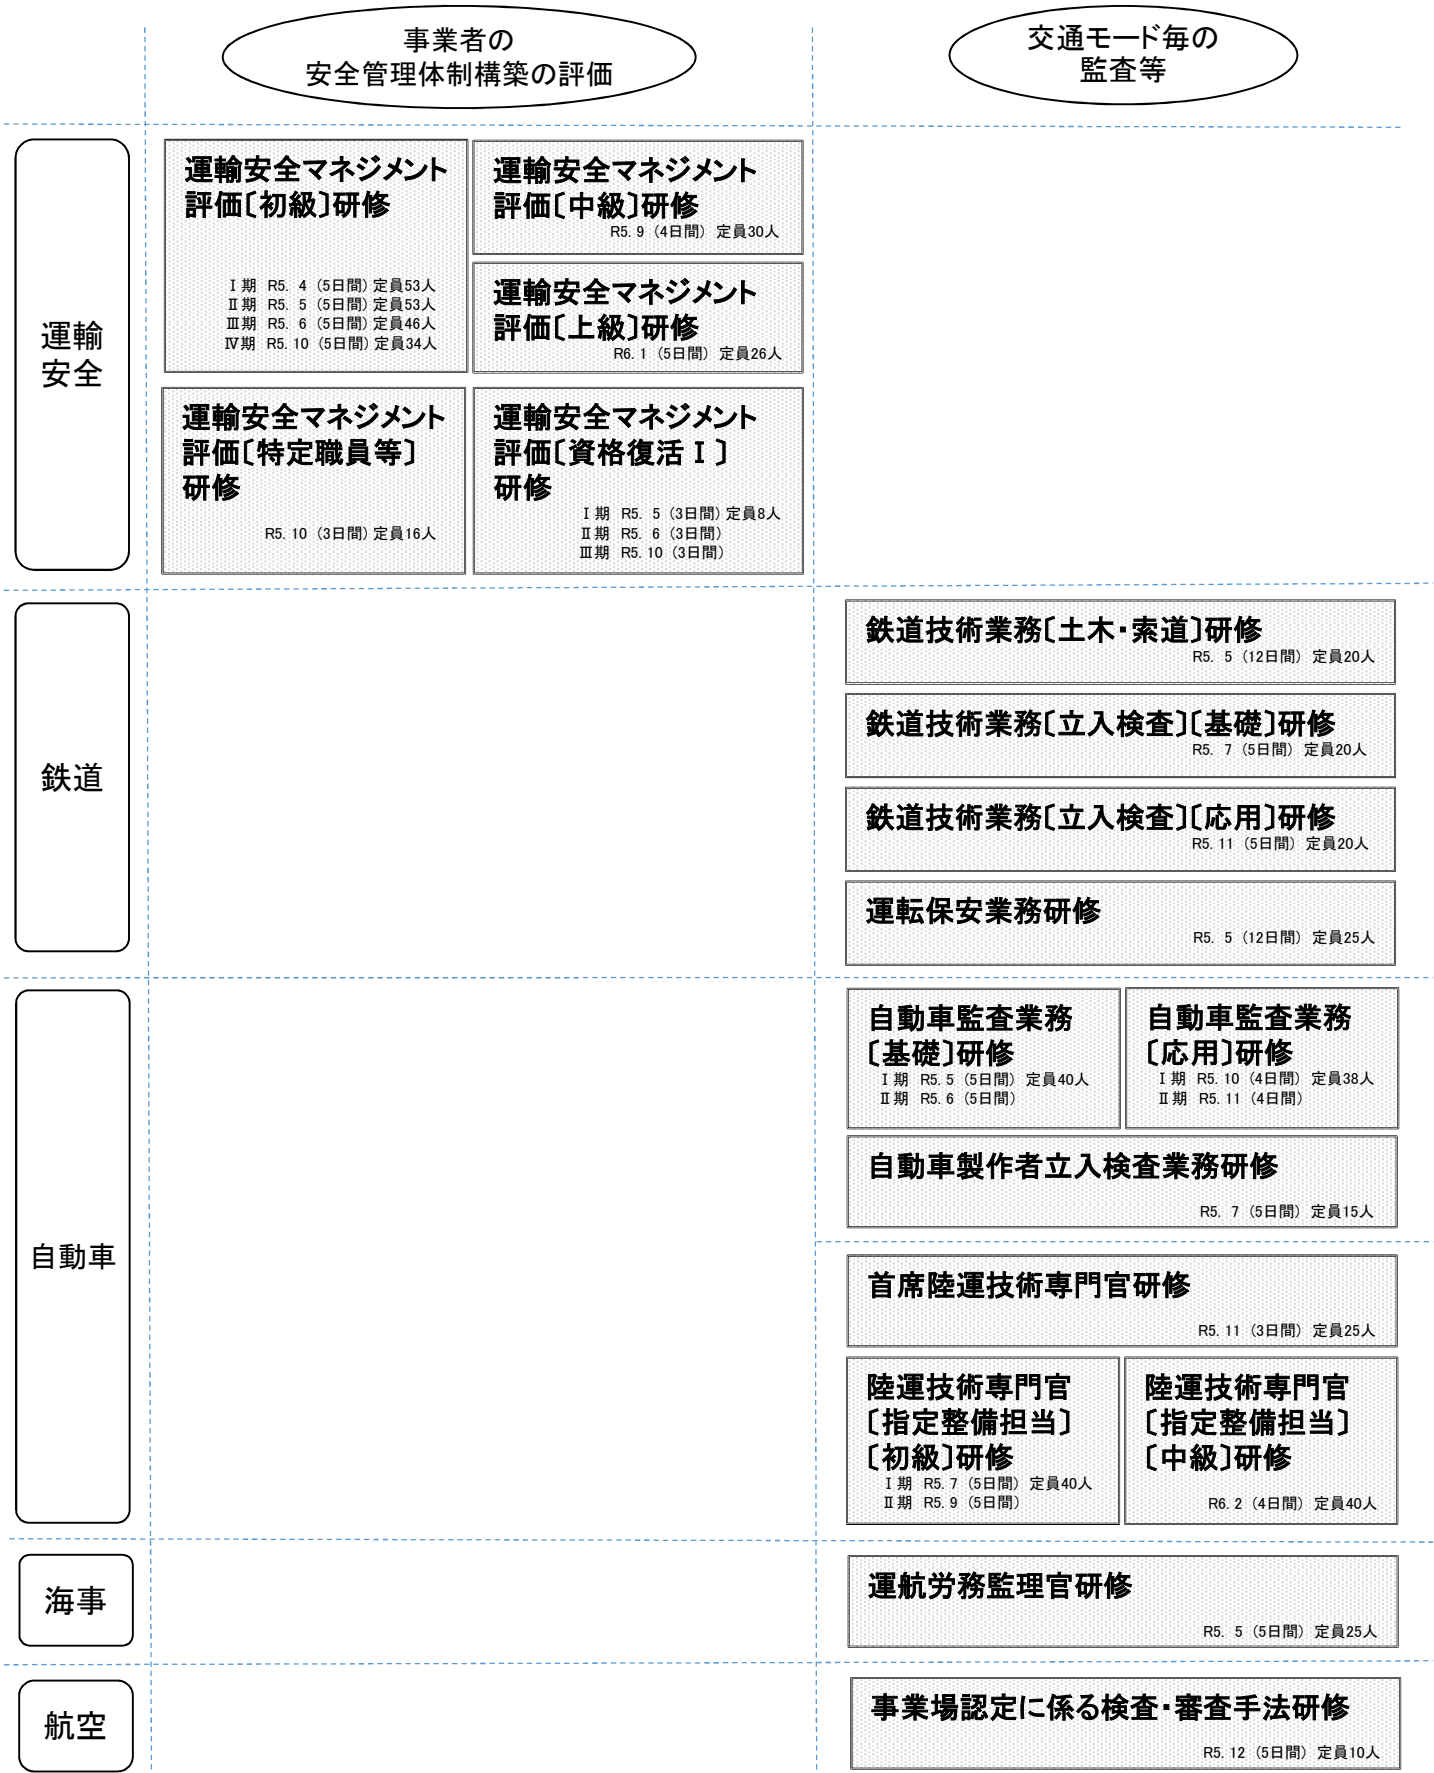 事業者の
安全管理体制構築の評価
交通モード毎の
監査等
運輸
安全
運輸安全マネジメント
評価〔初級〕研修
Ⅰ期 R5. 4 (5日間) 定員53人
Ⅱ期 R5. 5 (5日間) 定員53人
Ⅲ期 R5. 6 (5日間) 定員46人
Ⅳ期 R5. 10 (5日間) 定員34人
運輸安全マネジメント
評価〔中級〕研修
R5. 9 (4日間) 定員30人
運輸安全マネジメント
評価〔上級〕研修
R6. 1 (5日間) 定員26人
運輸安全マネジメント
評価〔特定職員等〕
研修
R5. 10 (3日間) 定員16人
運輸安全マネジメント
評価〔資格復活Ⅰ〕
研修
Ⅰ期 R5. 5 (3日間) 定員8人
Ⅱ期 R5. 6 (3日間)
Ⅲ期 R5. 10 (3日間)
鉄道
鉄道技術業務〔土木・索道〕研修
R5. 5 (12日間) 定員20人
鉄道技術業務〔立入検査〕〔基礎〕研修
R5. 7 (5日間) 定員20人
鉄道技術業務〔立入検査〕〔応用〕研修
R5. 11 (5日間) 定員20人
運転保安業務研修
R5. 5 (12日間) 定員25人
自動車
自動車監査業務
〔基礎〕研修
Ⅰ期 R5. 5 (5日間) 定員40人
Ⅱ期 R5. 6 (5日間)
自動車監査業務
〔応用〕研修
Ⅰ期 R5. 10 (4日間) 定員38人
Ⅱ期 R5. 11 (4日間)
自動車製作者立入検査業務研修
R5. 7 (5日間) 定員15人
首席陸運技術専門官研修
R5. 11 (3日間) 定員25人
陸運技術専門官
〔指定整備担当〕
〔初級〕研修
Ⅰ期 R5. 7 (5日間) 定員40人
Ⅱ期 R5. 9 (5日間)
陸運技術専門官
〔指定整備担当〕
〔中級〕研修
R6. 2 (4日間) 定員40人
海事
運航労務監理官研修
R5. 5 (5日間) 定員25人
航空
事業場認定に係る検査・審査手法研修
R5. 12 (5日間) 定員10人